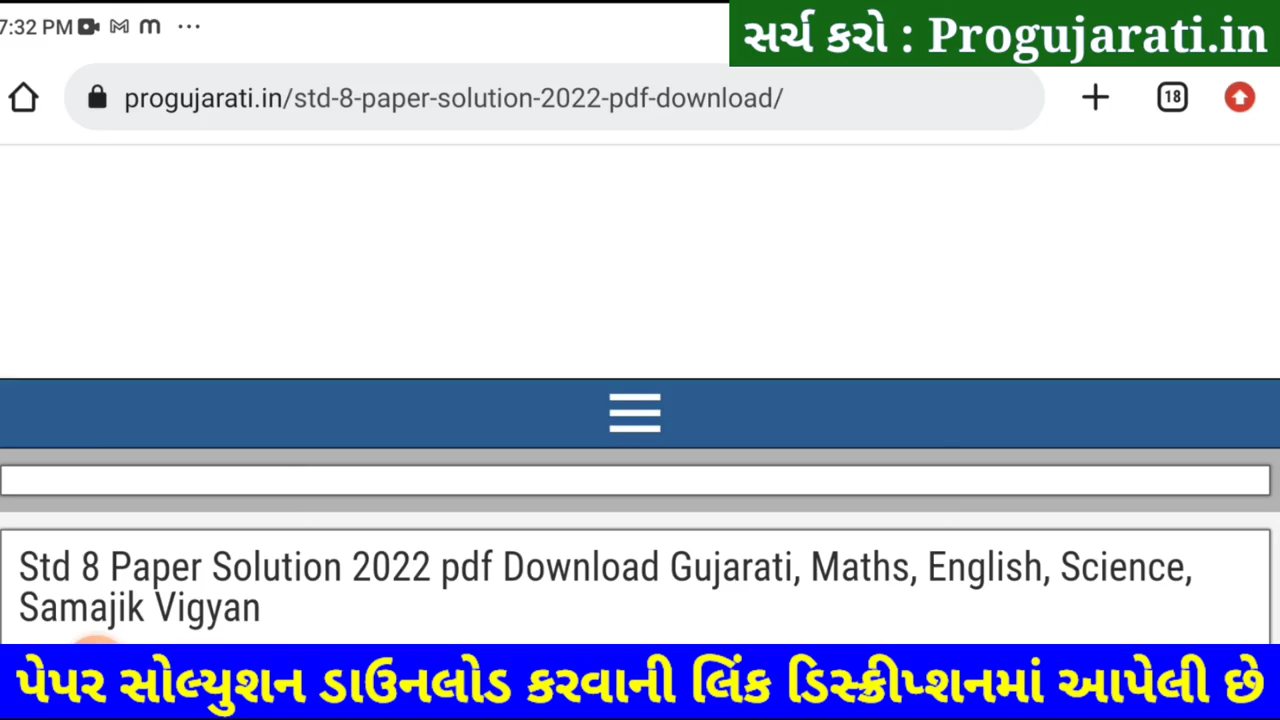 7:32 PM
સર્ચ કરો : Progujarati.in
progujarati.in/std-8-paper-solution-2022-pdf-download/
18
Std 8 Paper Solution 2022 pdf Download Gujarati, Maths, English, Science,
Samajik Vigyan
પેપર સોલ્યુશન ડાઉનલોડ કરવાની લિંક ડિસ્ક્રીપ્શનમાં આપેલી છે